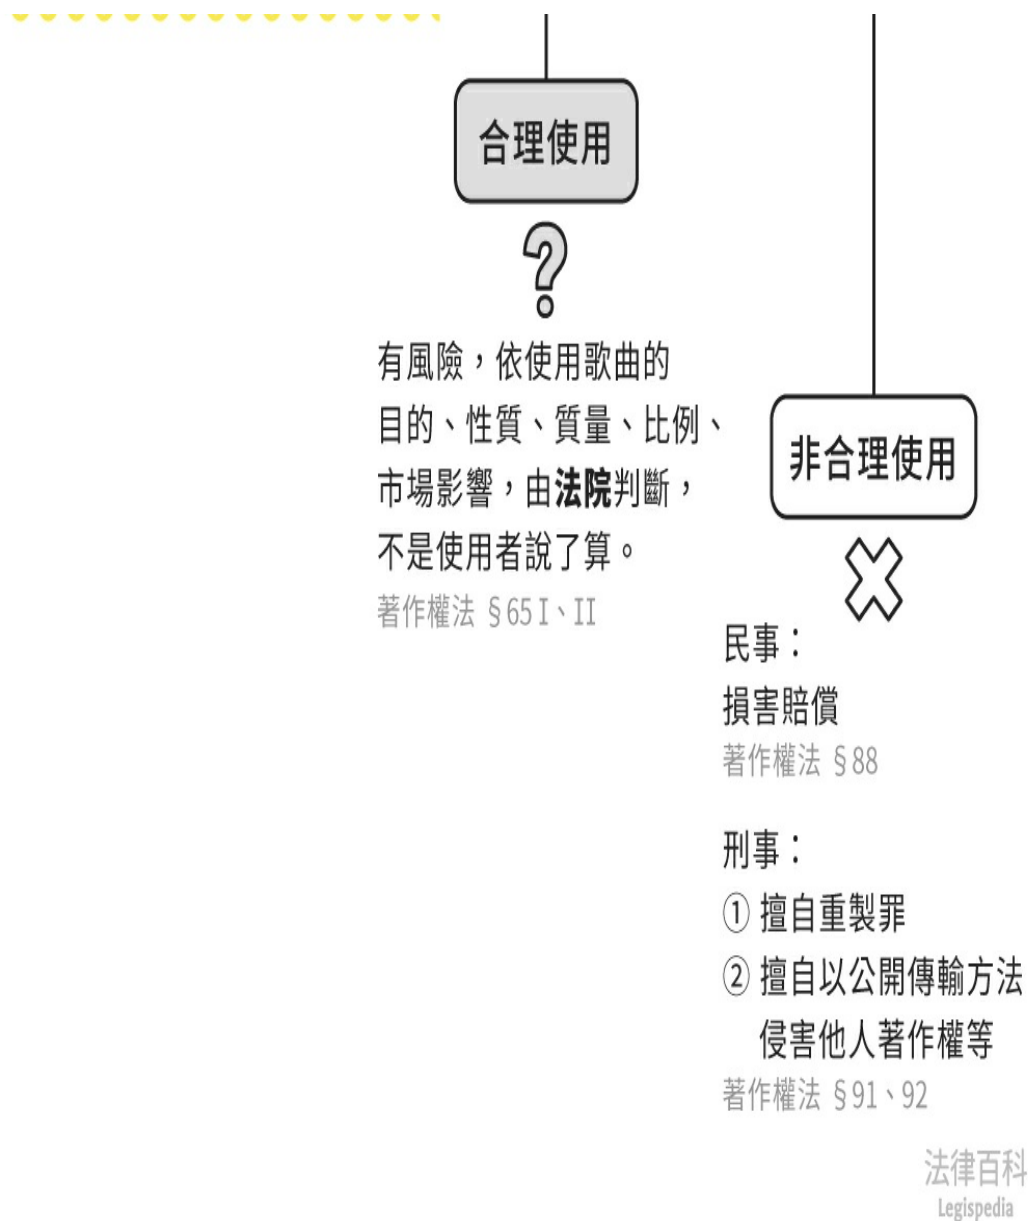 合理使用
?
有風險，依使用歌曲的
目的、性質、質量、比例、
市場影響，由法院判斷，
不是使用者說了算。
著作權法 §65 I、II
非合理使用
民事：
損害賠償
著作權法 §88
刑事：
① 擅自重製罪
② 擅自以公開傳輸方法
侵害他人著作權等
著作權法 §91、92
法律百科
Legispedia